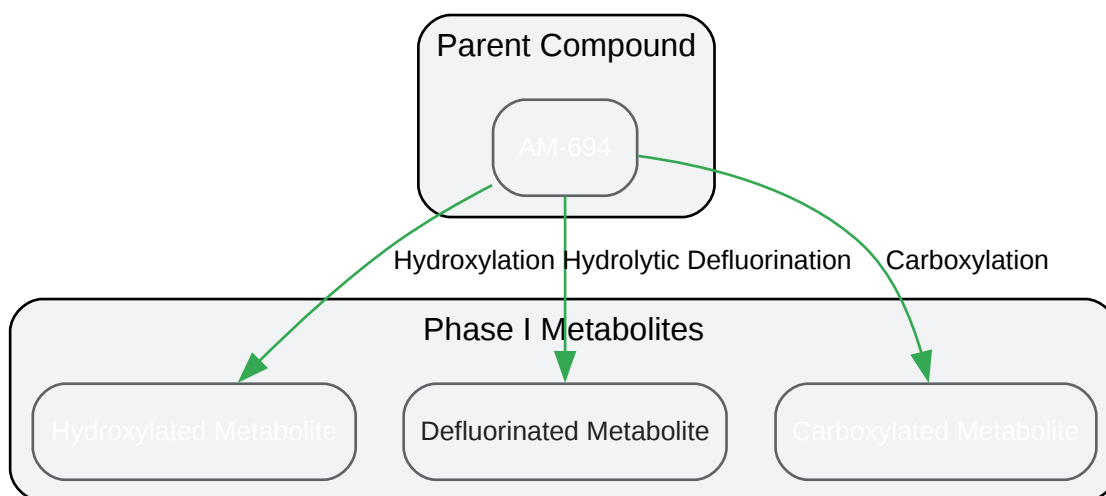 Parent Compound
AM-694
Hydroxylation
Hydrolytic Defluorination
Carboxylation
Phase I Metabolites
Hydroxylated Metabolite
Defluorinated Metabolite
Carboxylated Metabolite